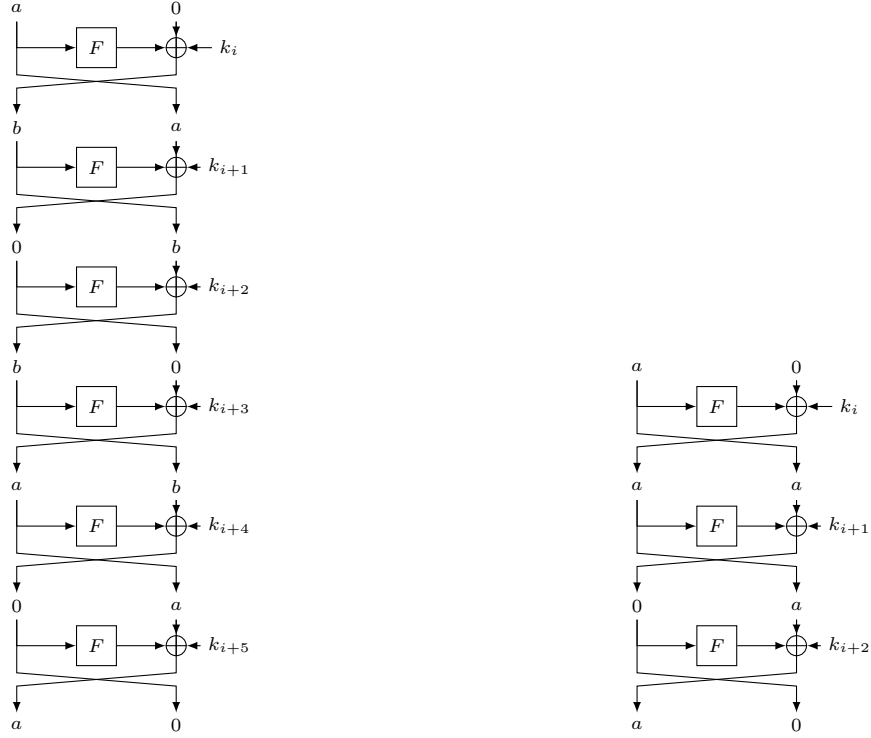 a 0
F k_i
b a
F k_{i+1}
0 b
F k_{i+2}
b 0
F k_{i+3}
a b
F k_{i+4}
0 a
F k_{i+5}
a 0
a 0
F k_i
a a
F k_{i+1}
0 a
F k_{i+2}
a 0